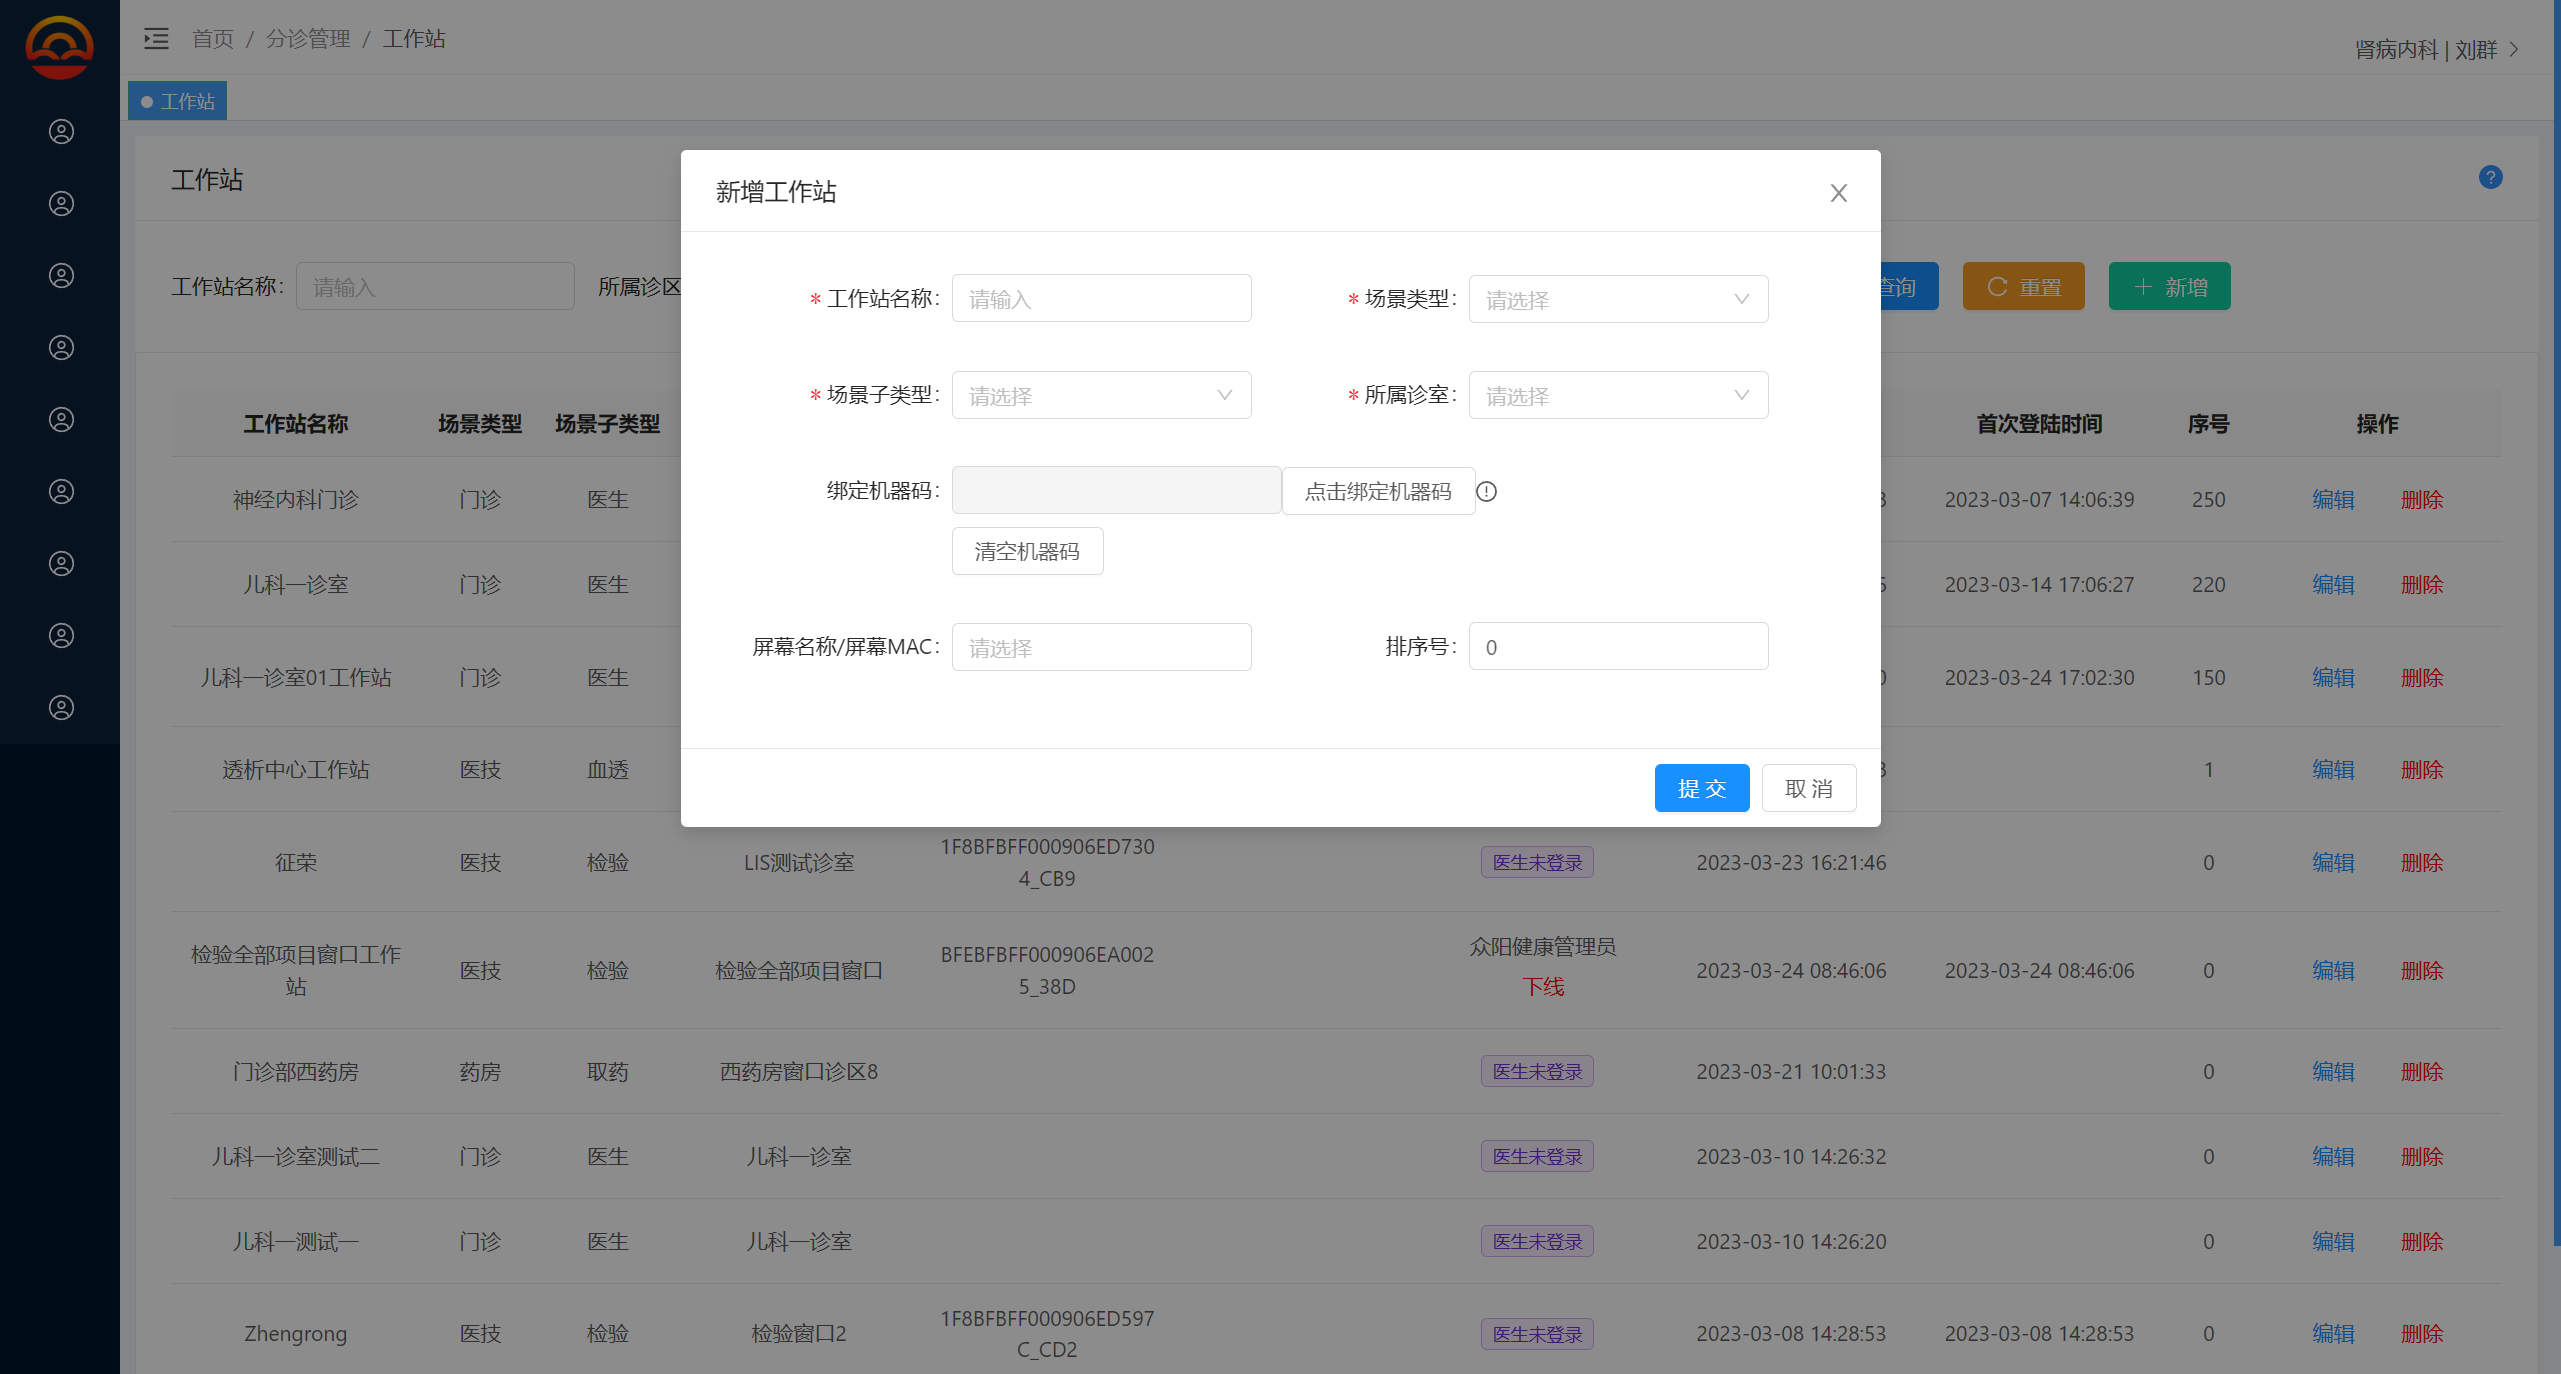 首页 / 分诊管理 / 工作站
肾病内科 | 刘群
工作站
工作站
?
新增工作站
工作站名称: 请输入 所属诊区
查询 重置 新增
* 工作站名称: 请输入 * 场景类型: 请选择
* 场景子类型: 请选择 * 所属诊室: 请选择
绑定机器码: 点击绑定机器码
清空机器码
屏幕名称/屏幕MAC: 请选择 排序号: 0
提 交 取 消
工作站名称 场景类型 场景子类型 首次登陆时间 序号 操作
神经内科门诊 门诊 医生 2023-03-07 14:06:39 250 编辑 删除
儿科一诊室 门诊 医生 2023-03-14 17:06:27 220 编辑 删除
儿科一诊室01工作站 门诊 医生 0 2023-03-24 17:02:30 150 编辑 删除
透析中心工作站 医技 血透 1 编辑 删除
征荣 医技 检验 LIS测试诊室 1F8BFBFF000906ED730
4_CB9 医生未登录 2023-03-23 16:21:46 0 编辑 删除
检验全部项目窗口工作
站 医技 检验 检验全部项目窗口 BFEBFBFF000906EA002
5_38D 众阳健康管理员
下线 2023-03-24 08:46:06 2023-03-24 08:46:06 0 编辑 删除
门诊部西药房 药房 取药 西药房窗口诊区8 医生未登录 2023-03-21 10:01:33 0 编辑 删除
儿科一诊室测试二 门诊 医生 儿科一诊室 医生未登录 2023-03-10 14:26:32 0 编辑 删除
儿科一测试一 门诊 医生 儿科一诊室 医生未登录 2023-03-10 14:26:20 0 编辑 删除
Zhengrong 医技 检验 检验窗口2 1F8BFBFF000906ED597
C_CD2 医生未登录 2023-03-08 14:28:53 2023-03-08 14:28:53 0 编辑 删除